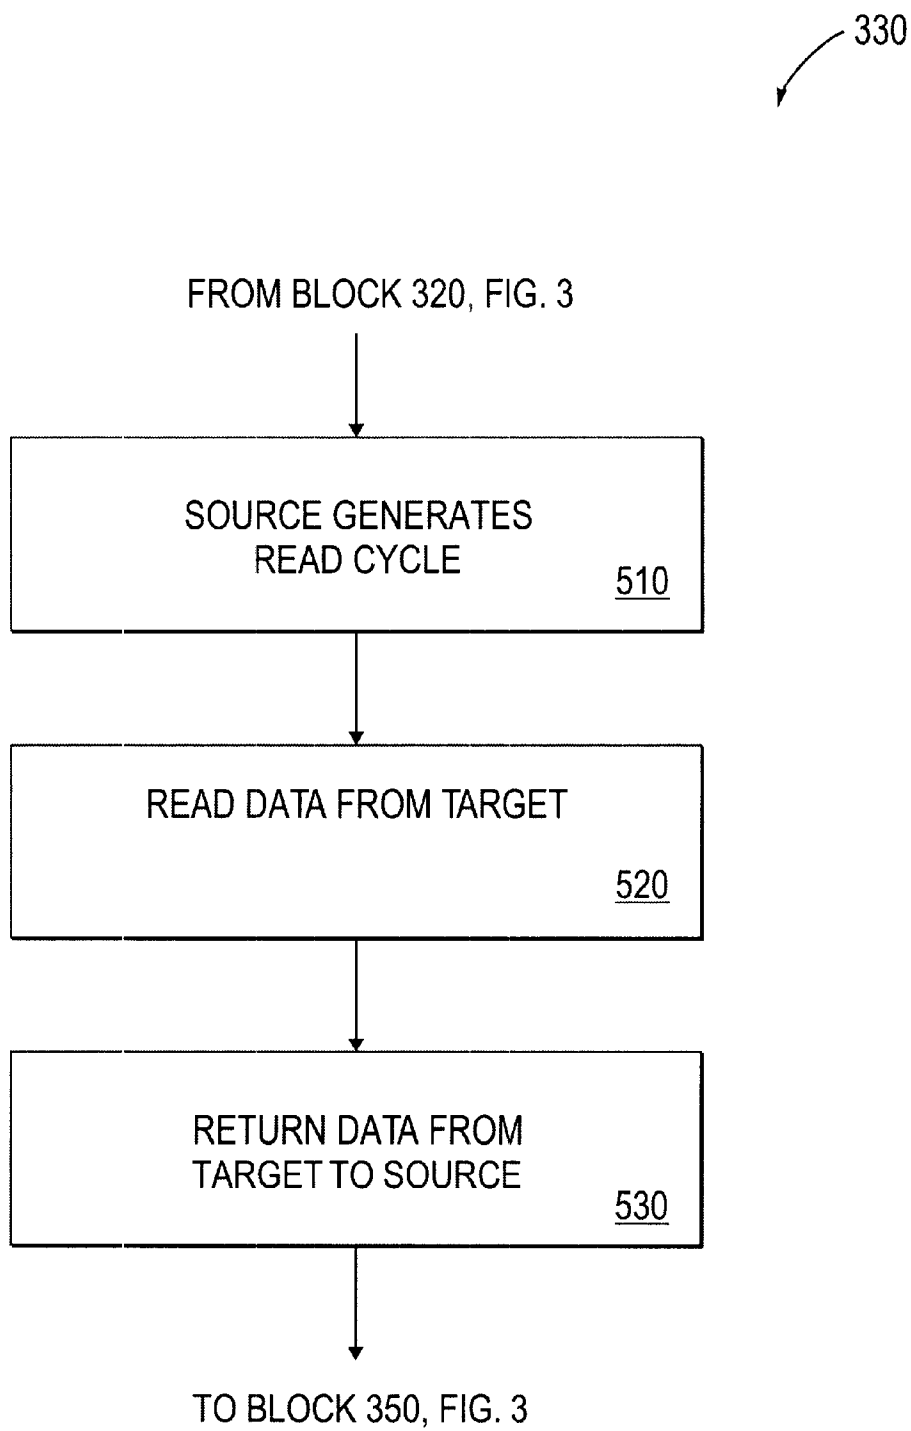 330
FROM BLOCK 320, FIG. 3
SOURCE GENERATES
READ CYCLE
510
READ DATA FROM TARGET
520
RETURN DATA FROM
TARGET TO SOURCE
530
TO BLOCK 350, FIG. 3